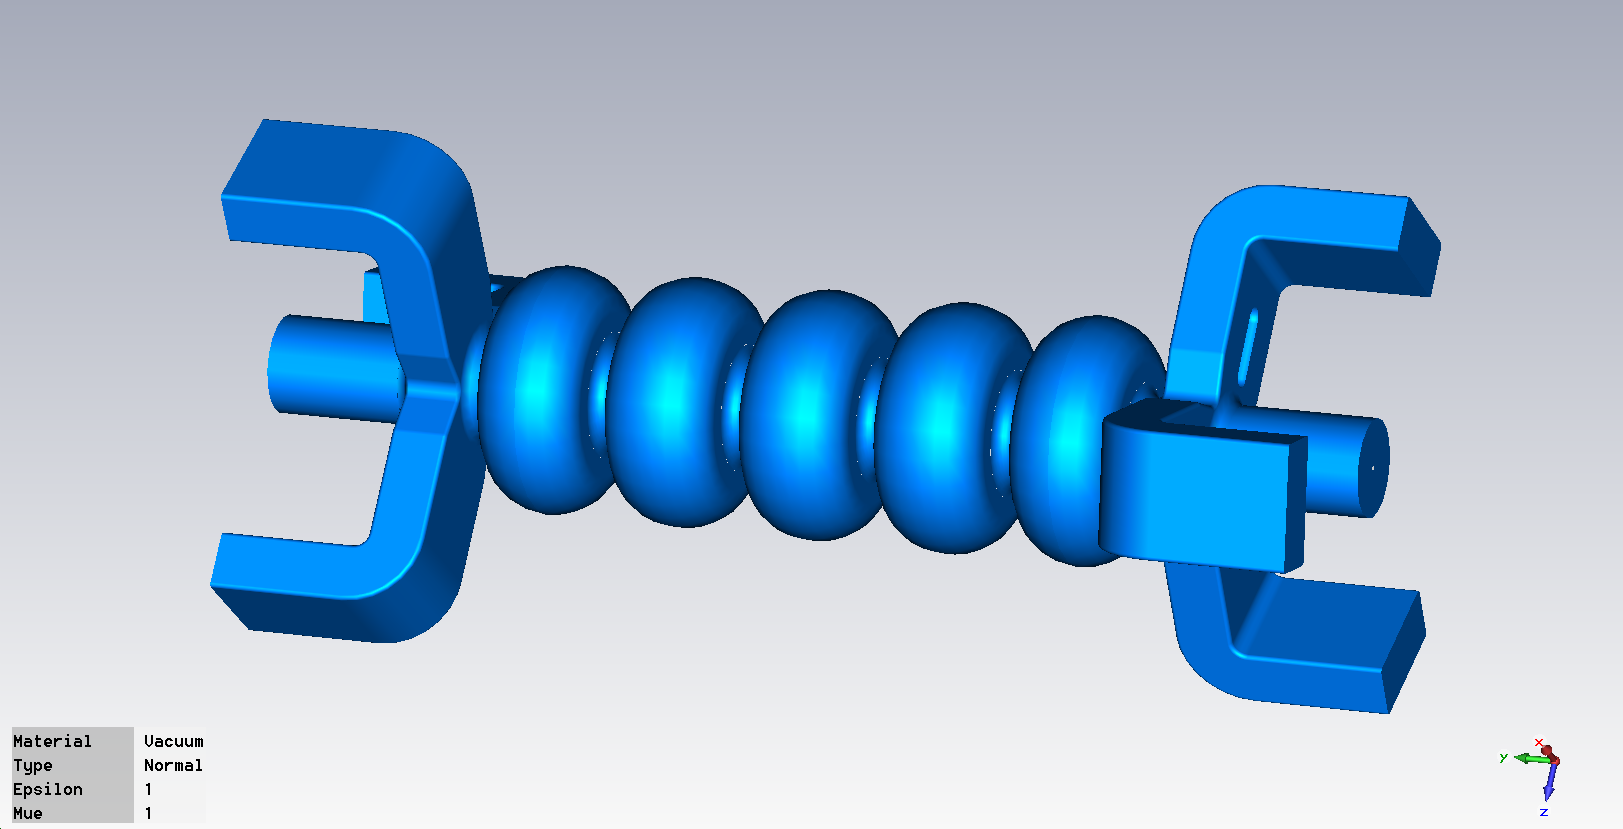 Material Vacuum
Type Normal
Epsilon 1
Mue 1
x
y
z